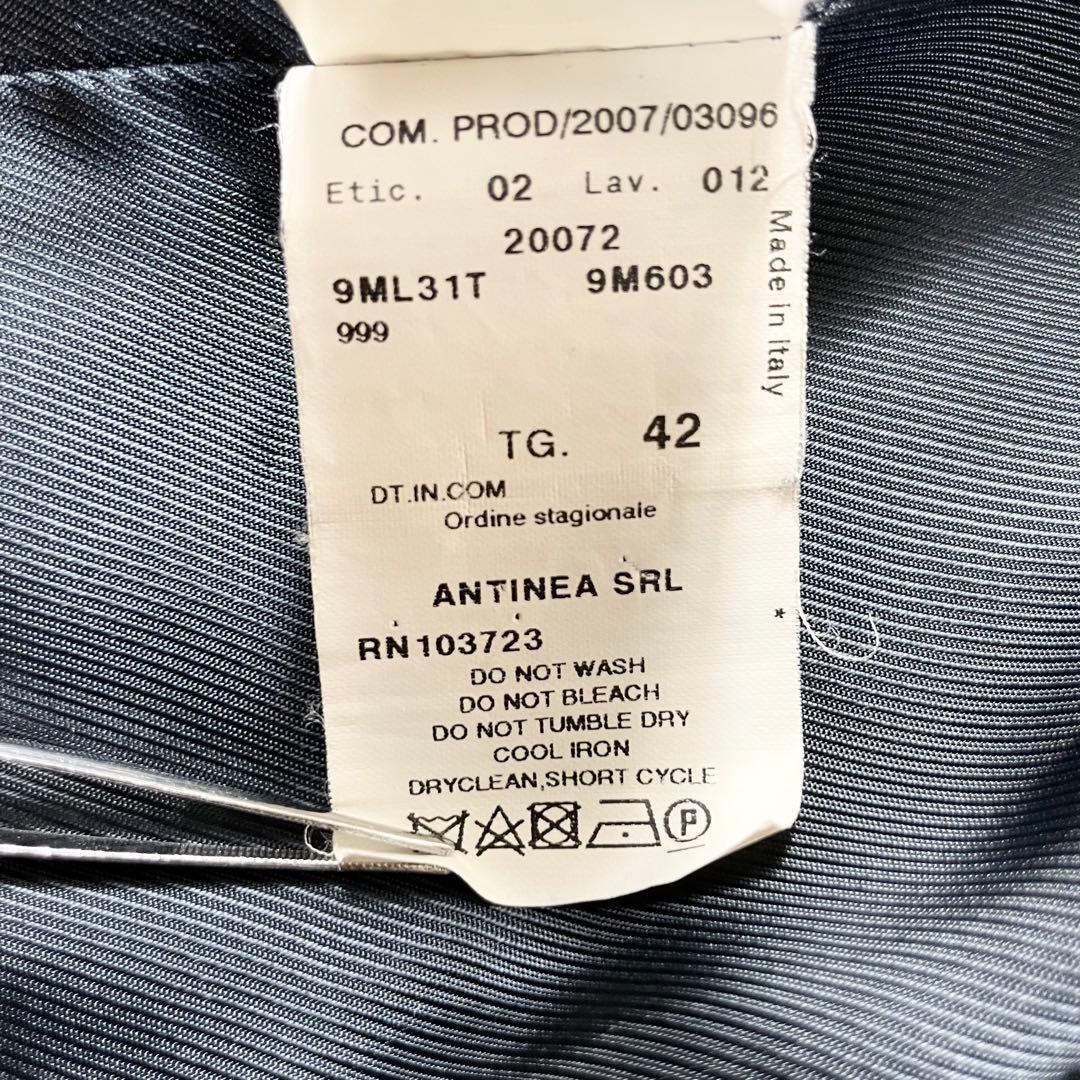 COM. PROD/2007/03096
Etic. 02 Lav. 012
20072
9ML31T 9M603
999
Made in Italy
TG. 42
DT.IN.COM
Ordine stagionale
ANTINEA SRL
*
RN103723
DO NOT WASH
DO NOT BLEACH
DO NOT TUMBLE DRY
COOL IRON
DRYCLEAN,SHORT CYCLE
P